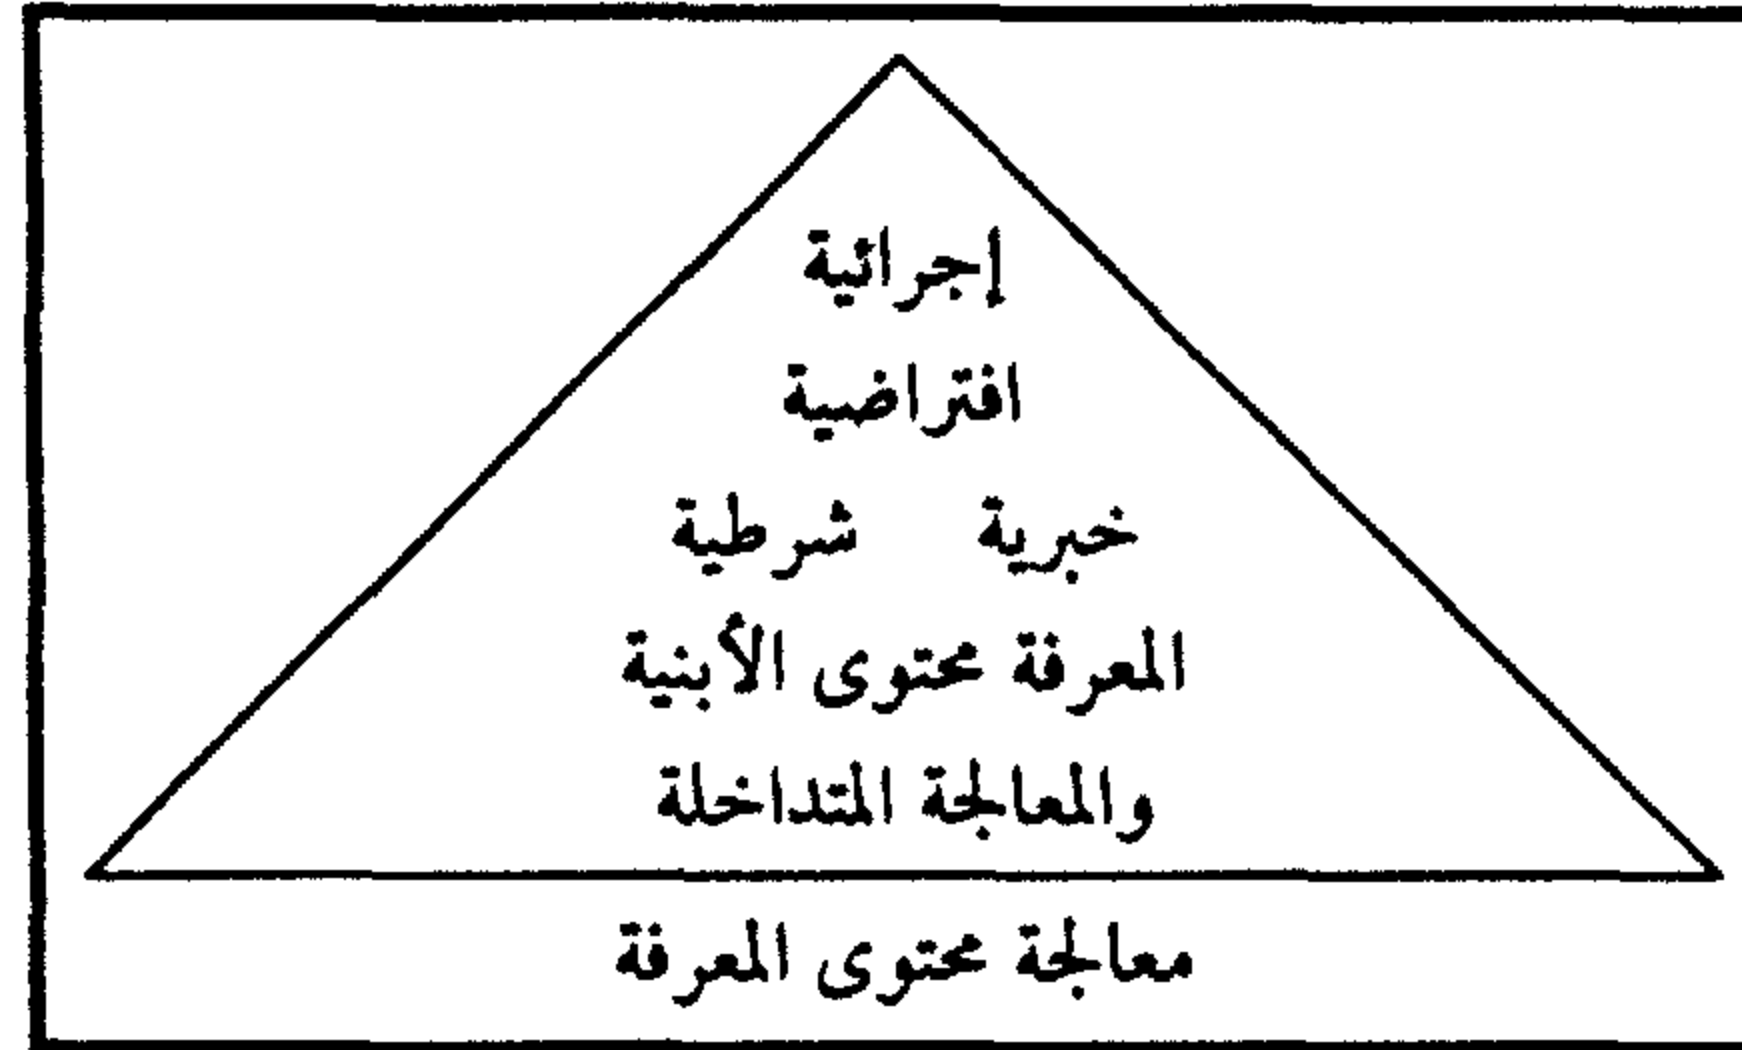 إجرائية
افتراضية
خبرية شرطية
المعرفة محتوى الأبنية
والمعالجة المتداخلة
معالجة محتوى المعرفة